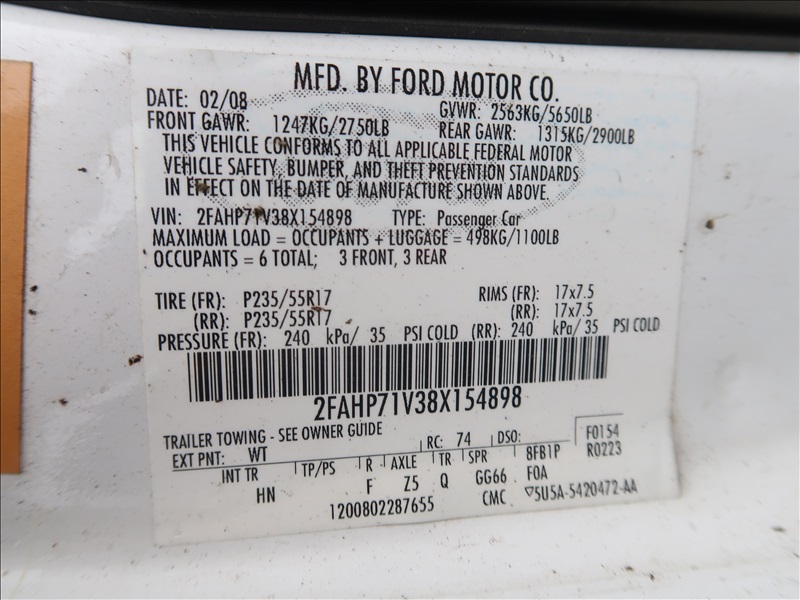 MFD. BY FORD MOTOR CO.
DATE: 02/08 GVWR: 2563KG/5650LB
FRONT GAWR: 1247KG/2750LB REAR GAWR: 1315KG/2900LB
THIS VEHICLE CONFORMS TO ALL APPLICABLE FEDERAL MOTOR
VEHICLE SAFETY, BUMPER, AND THEFT PREVENTION STANDARDS
IN EFFECT ON THE DATE OF MANUFACTURE SHOWN ABOVE.
VIN: 2FAHP71V38X154898 TYPE: Passenger Car
MAXIMUM LOAD = OCCUPANTS + LUGGAGE = 498KG/1100LB
OCCUPANTS = 6 TOTAL; 3 FRONT, 3 REAR
TIRE (FR): P235/55R17 RIMS (FR): 17x7.5
(RR): P235/55R17 (RR): 17x7.5
PRESSURE (FR): 240 kPa/ 35 PSI COLD (RR): 240 kPa/ 35 PSI COLD
2FAHP71V38X154898
TRAILER TOWING - SEE OWNER GUIDE
EXT PNT: WT RC: 74 DSO: F0154
R0223
INT TR TP/PS R AXLE TR SPR 8FB1P
HN F Z5 Q GG66 FOA
1200802287655 CMC ▽5U5A-5420472-AA